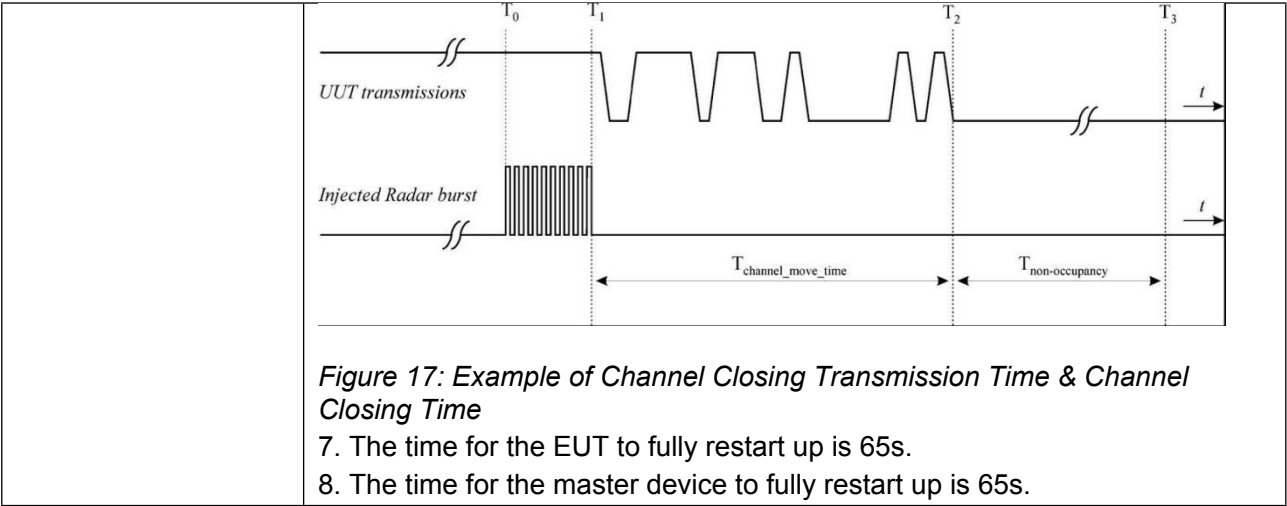 T0 T1 T2 T3
UUT transmissions
t
Injected Radar burst
t
Tchannel_move_time Tnon-occupancy
Figure 17: Example of Channel Closing Transmission Time & Channel
Closing Time
7. The time for the EUT to fully restart up is 65s.
8. The time for the master device to fully restart up is 65s.